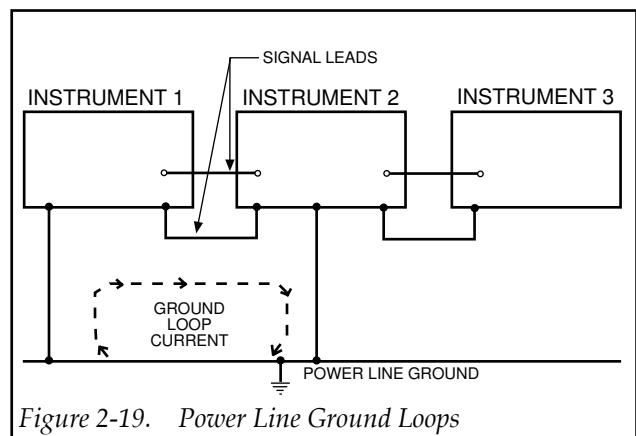 SIGNAL LEADS
INSTRUMENT 1
INSTRUMENT 2
INSTRUMENT 3
GROUND
LOOP
CURRENT
POWER LINE GROUND
Figure 2-19. Power Line Ground Loops